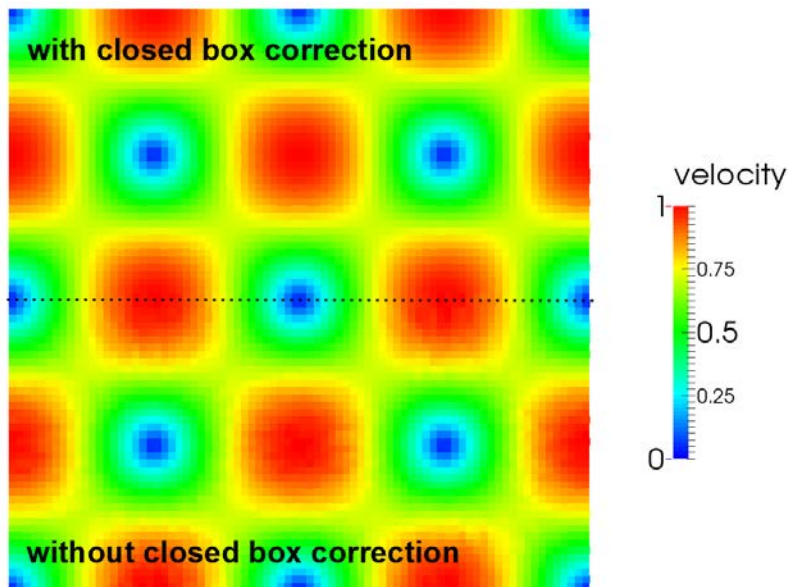 with closed box correction
velocity
1
0.75
0.5
0.25
0
without closed box correction